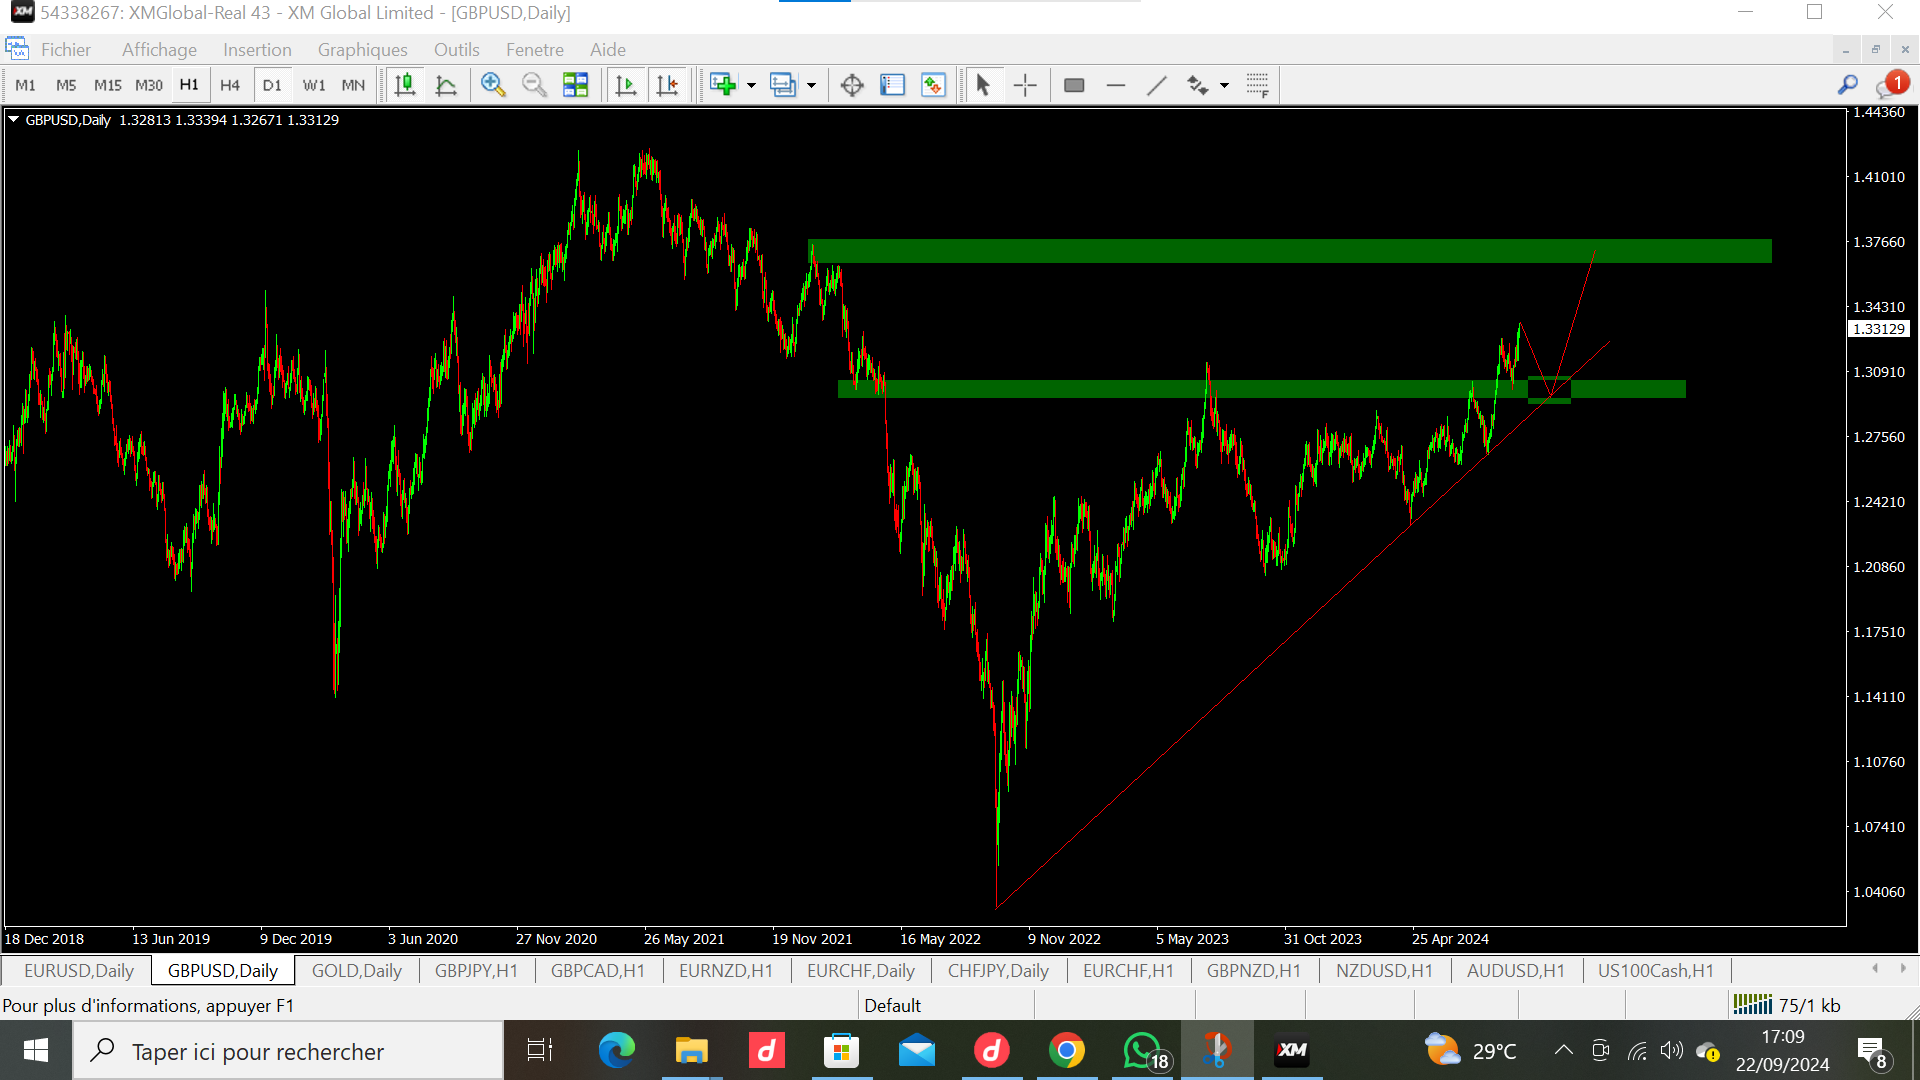 XM 54338267: XMGlobal-Real 43 - XM Global Limited - [GBPUSD,Daily]
Fichier Affichage Insertion Graphiques Outils Fenetre Aide
M1 M5 M15 M30 H1 H4 D1 W1 MN F 1
GBPUSD,Daily 1.32813 1.33394 1.32671 1.33129
1.44360
1.41010
1.37660
1.34310
1.33129
1.30910
1.27560
1.24210
1.20860
1.17510
1.14110
1.10760
1.07410
1.04060
18 Dec 2018 13 Jun 2019 9 Dec 2019 3 Jun 2020 27 Nov 2020 26 May 2021 19 Nov 2021 16 May 2022 9 Nov 2022 5 May 2023 31 Oct 2023 25 Apr 2024
EURUSD,Daily GBPUSD,Daily GOLD,Daily GBPJPY,H1 GBPCAD,H1 EURNZD,H1 EURCHF,Daily CHFJPY,Daily EURCHF,H1 GBPNZD,H1 NZDUSD,H1 AUDUSD,H1 US100Cash,H1
Pour plus d'informations, appuyer F1 Default 75/1 kb
Taper ici pour rechercher d d 18 XM 29°C 17:09
22/09/2024 8